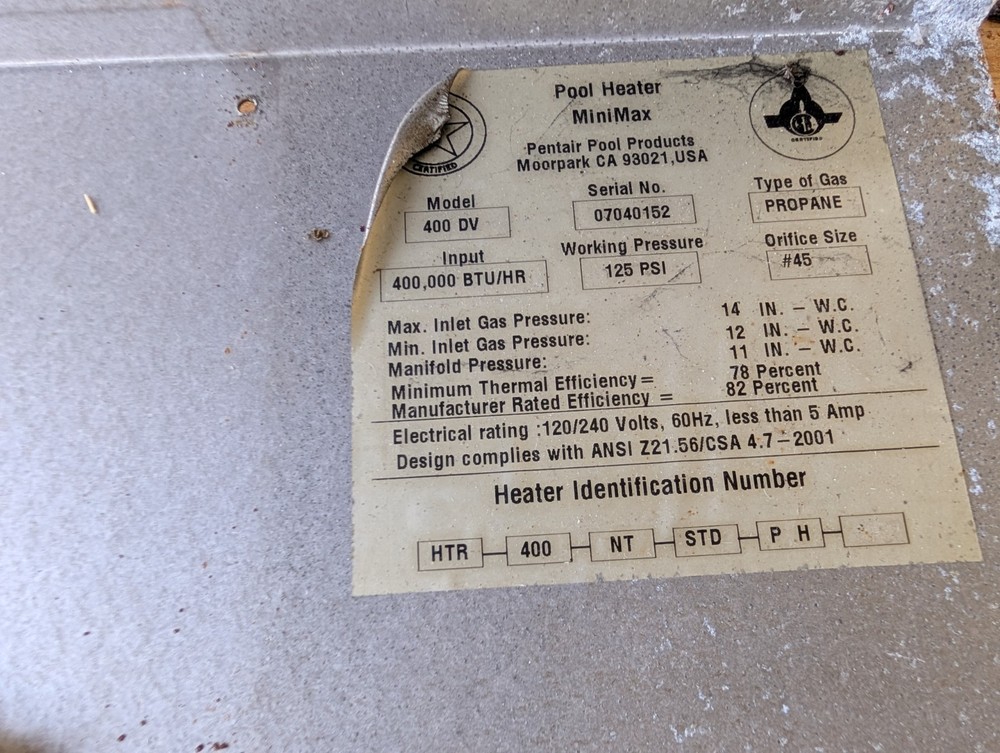 Pool Heater
MiniMax
Pentair Pool Products
Moorpark CA 93021,USA
CERTIFIED
CERTIFIED
Model
400 DV
Serial No.
07040152
Type of Gas
PROPANE
Input
400,000 BTU/HR
Working Pressure
125 PSI
Orifice Size
#45
Max. Inlet Gas Pressure: 14 IN. – W.C.
Min. Inlet Gas Pressure: 12 IN. – W.C.
Manifold Pressure: 11 IN. – W.C.
Minimum Thermal Efficiency= 78 Percent
Manufacturer Rated Efficiency = 82 Percent
Electrical rating :120/240 Volts, 60Hz, less than 5 Amp
Design complies with ANSI Z21.56/CSA 4.7–2001
Heater Identification Number
HTR 400 NT STD P H